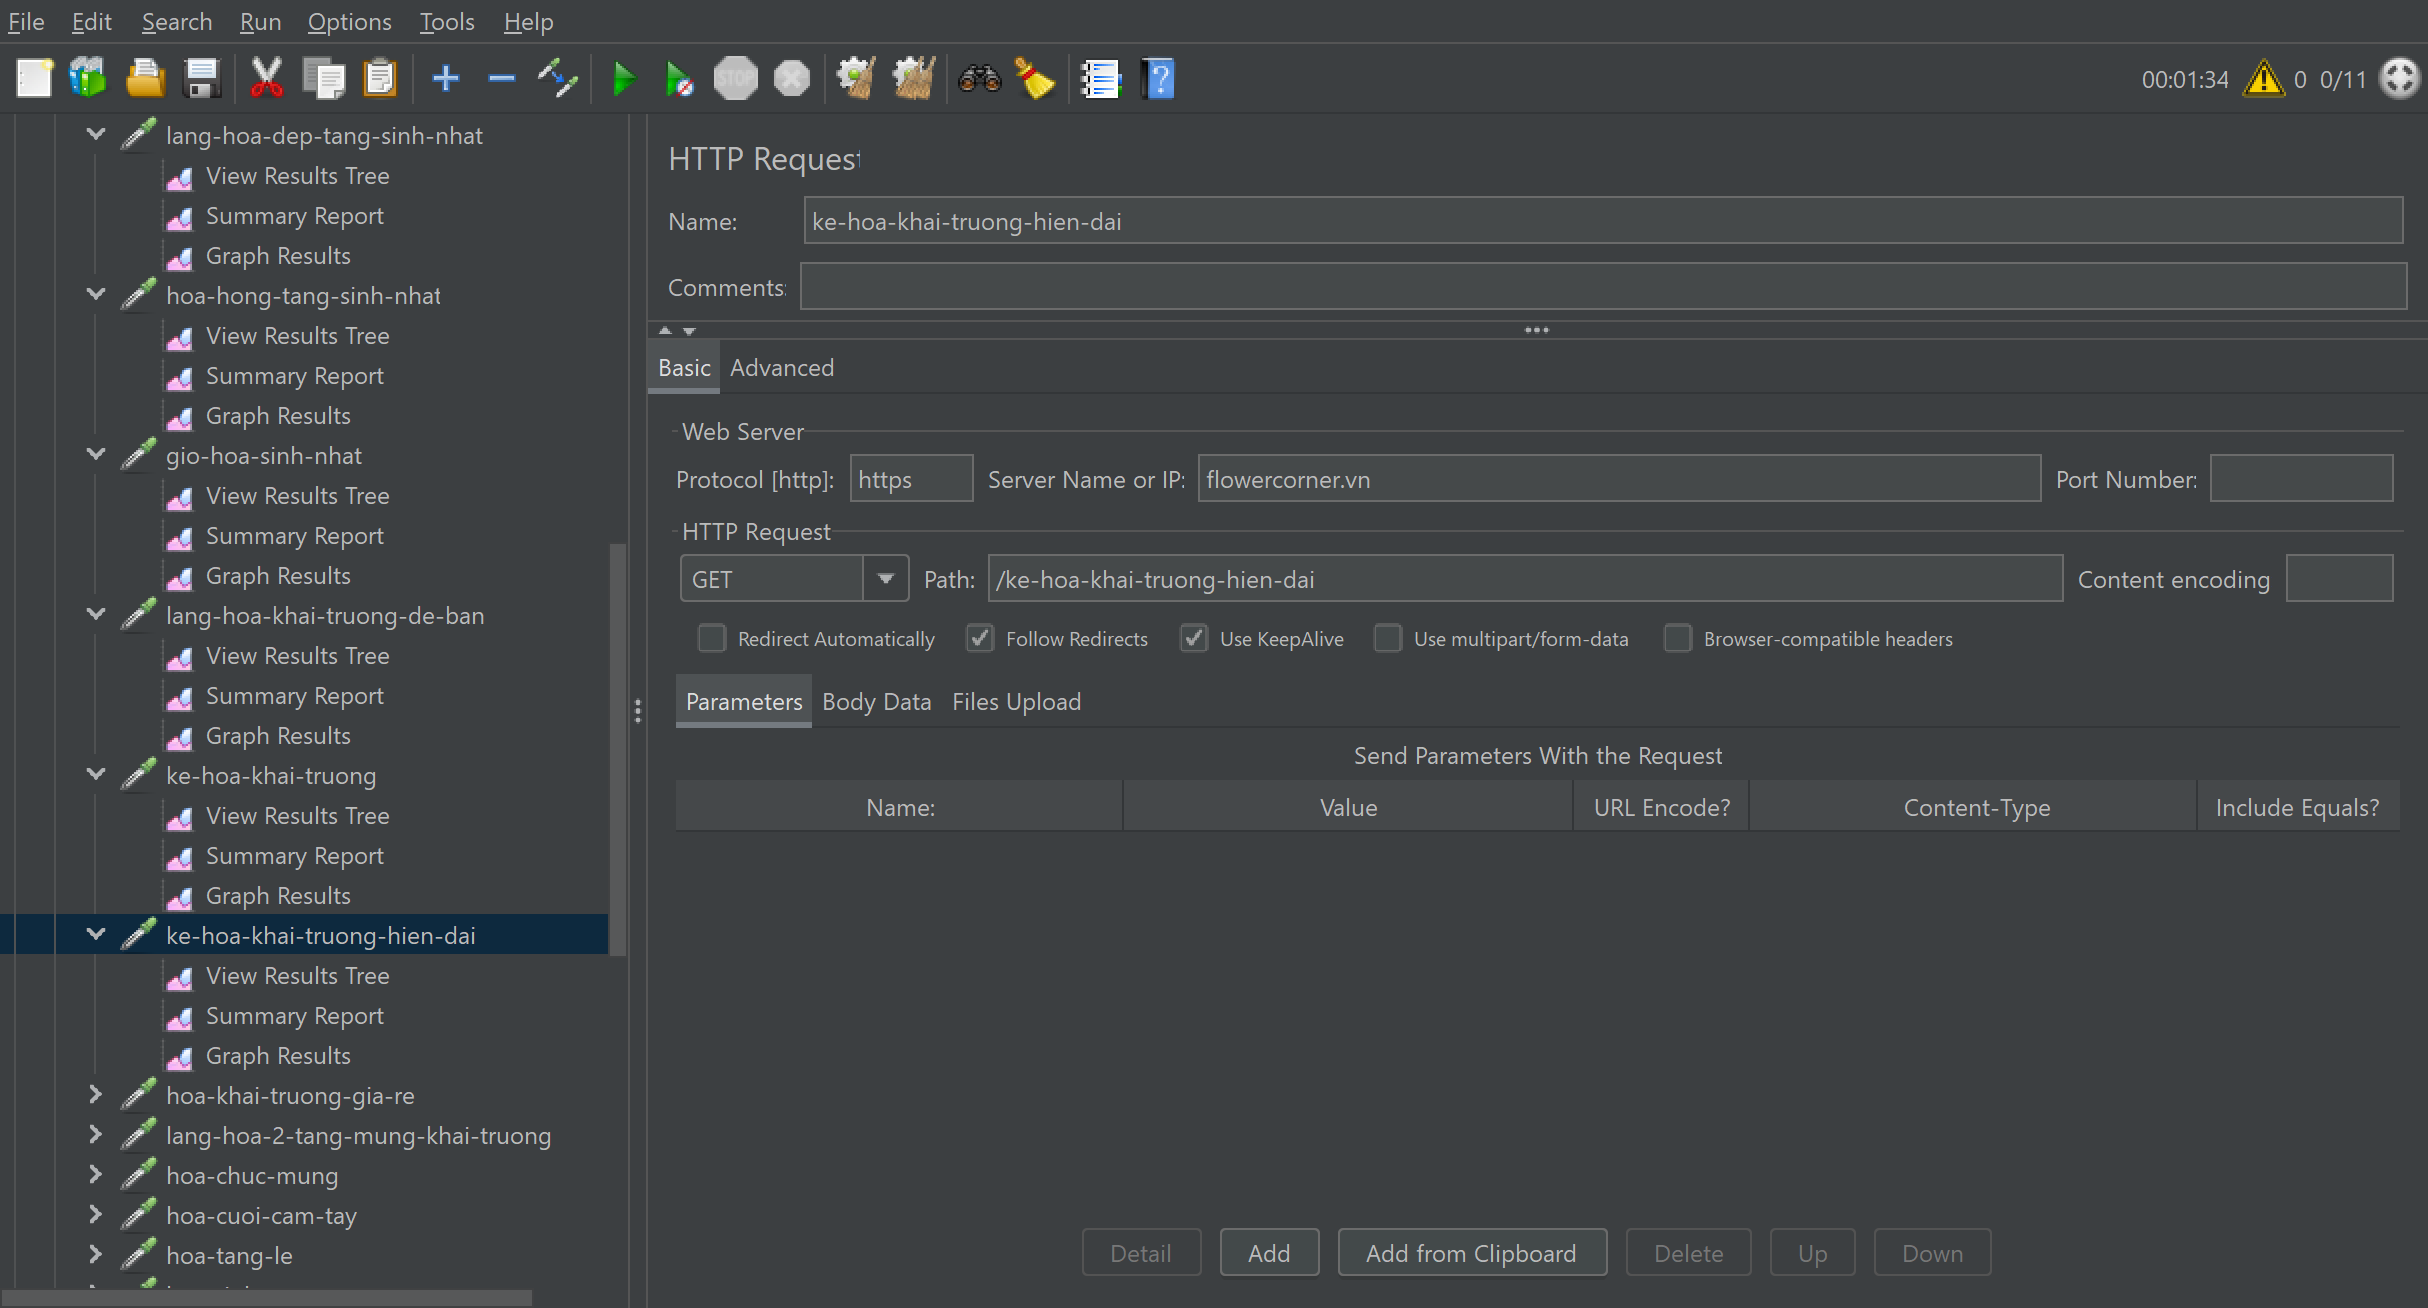 File Edit Search Run Options Tools Help
STOP
00:01:34 0 0/11
lang-hoa-dep-tang-sinh-nhat
View Results Tree
Summary Report
Graph Results
hoa-hong-tang-sinh-nhat
View Results Tree
Summary Report
Graph Results
gio-hoa-sinh-nhat
View Results Tree
Summary Report
Graph Results
lang-hoa-khai-truong-de-ban
View Results Tree
Summary Report
Graph Results
ke-hoa-khai-truong
View Results Tree
Summary Report
Graph Results
ke-hoa-khai-truong-hien-dai
View Results Tree
Summary Report
Graph Results
hoa-khai-truong-gia-re
lang-hoa-2-tang-mung-khai-truong
hoa-chuc-mung
hoa-cuoi-cam-tay
hoa-tang-le
HTTP Request
Name: ke-hoa-khai-truong-hien-dai
Comments:
Basic Advanced
Web Server
Protocol [http]: https Server Name or IP: flowercorner.vn Port Number:
HTTP Request
GET Path: /ke-hoa-khai-truong-hien-dai Content encoding
Redirect Automatically Follow Redirects Use KeepAlive Use multipart/form-data Browser-compatible headers
Parameters Body Data Files Upload
Send Parameters With the Request
Name: Value URL Encode? Content-Type Include Equals?
Detail Add Add from Clipboard Delete Up Down